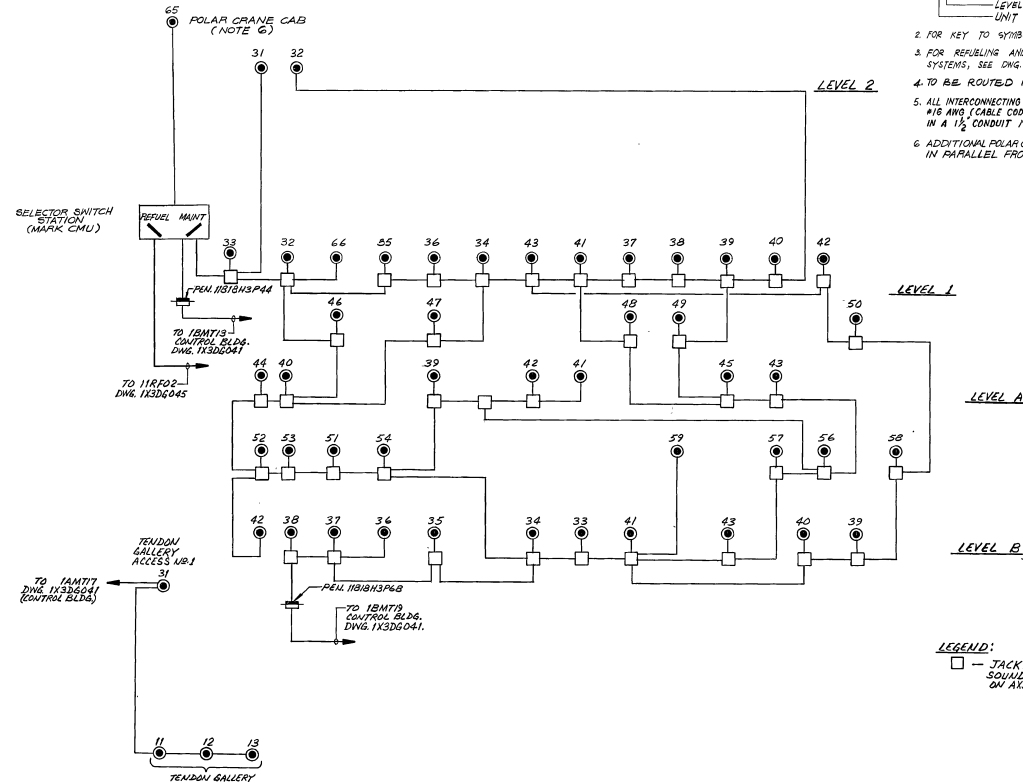 65
POLAR CRANE CAB
(NOTE 6)
31
32
LEVEL
UNIT
2. FOR KEY TO SYMB
3. FOR REFUELING AND
SYSTEMS, SEE DWG.
4. TO BE ROUTED
5. ALL INTERCONNECTING
#16 AWG (CABLE COD
IN A 1½" CONDUIT
6. ADDITIONAL POLAR
IN PARALLEL FRO
LEVEL 2
SELECTOR SWITCH
STATION
(MARK CMU)
REFUEL MAINT
33 32 66 35 36 34 43 41 37 38 39 40 42
PEN. 11818H3P44
LEVEL 1
46 47 48 49 50
TO 1BMT13
CONTROL BLDG.
DWG. 1X3DG041
TO 11RF02
DWG. 1X3DG045
44 40 39 42 41 45 43
LEVEL A
52 53 51 54 59 57 56 58
42 38 37 36 35 34 33 41 43 40 39
LEVEL B
TENDON
GALLERY
ACCESS NO. 1
31
TO 1AMT17
DWG. 1X3DG041
(CONTROL BLDG.)
PEN. 11818H3P68
TO 1BMT19
CONTROL BLDG.
DWG. 1X3DG041.
LEGEND:
— JACK
SOUND
ON AX
11 12 13
TENDON GALLERY